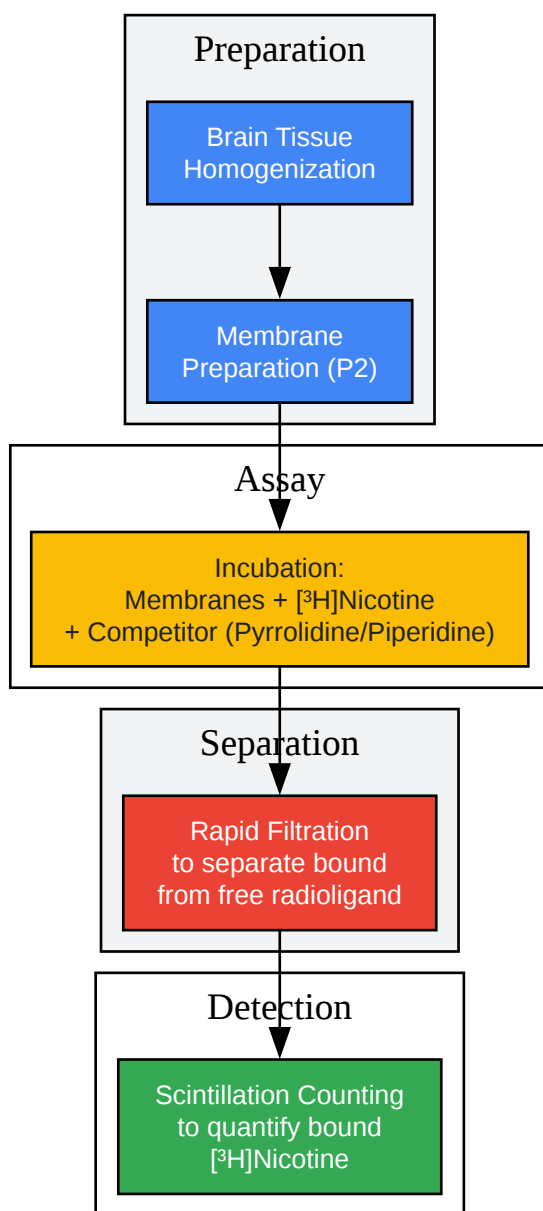 Preparation
Brain Tissue
Homogenization
Membrane
Preparation (P2)
Assay
Incubation:
Membranes + [³H]Nicotine
+ Competitor (Pyrrolidine/Piperidine)
Separation
Rapid Filtration
to separate bound
from free radioligand
Detection
Scintillation Counting
to quantify bound
[³H]Nicotine